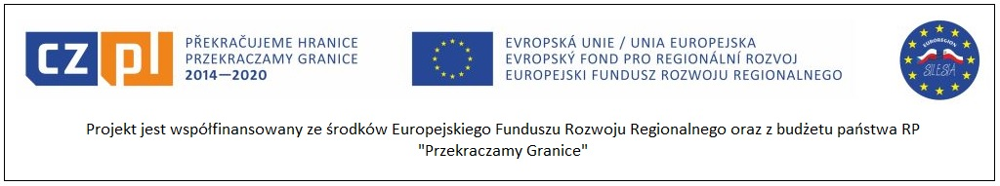 cz pl
PŘEKRAČUJEME HRANICE
PRZEKRACZAMY GRANICE
2014—2020
EVROPSKÁ UNIE / UNIA EUROPEJSKA
EVROPSKÝ FOND PRO REGIONÁLNÍ ROZVOJ
EUROPEJSKI FUNDUSZ ROZWOJU REGIONALNEGO
EUROREGION
SILESIA
Projekt jest współfinansowany ze środków Europejskiego Funduszu Rozwoju Regionalnego oraz z budżetu państwa RP
"Przekraczamy Granice"